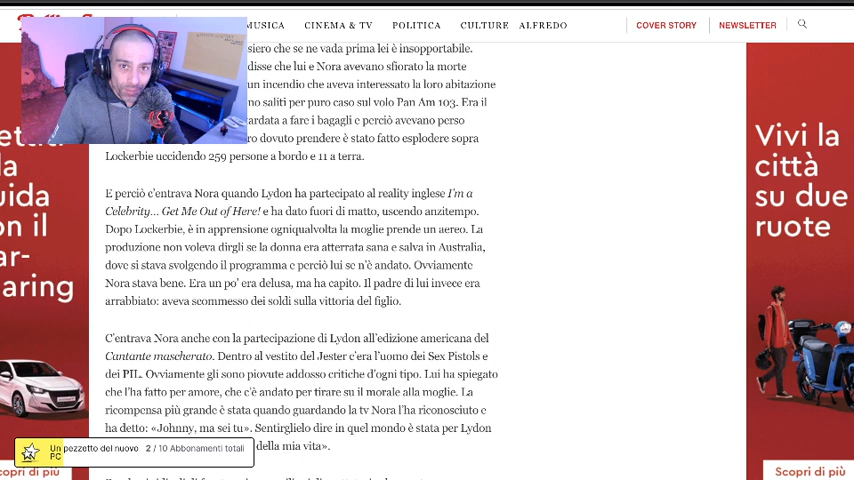 MUSICA CINEMA & TV POLITICA CULTURE ALFREDO COVER STORY NEWSLETTER
siero che se ne vada prima lei è insopportabile.
disse che lui e Nora avevano sfiorato la morte
un incendio che aveva interessato la loro abitazione
no saliti per puro caso sul volo Pan Am 103. Era il
ardata a fare i bagagli e perciò avevano perso
ro dovuto prendere è stato fatto esplodere sopra
Lockerbie uccidendo 259 persone a bordo e 11 a terra.
E perciò c'entrava Nora quando Lydon ha partecipato al reality inglese I'm a
Celebrity... Get Me Out of Here! e ha dato fuori di matto, uscendo anzitempo.
Dopo Lockerbie, è in apprensione ogniqualvolta la moglie prende un aereo. La
produzione non voleva dirgli se la donna era atterrata sana e salva in Australia,
dove si stava svolgendo il programma e perciò lui se n'è andato. Ovviamente
Nora stava bene. Era un po' era delusa, ma ha capito. Il padre di lui invece era
arrabbiato: aveva scommesso dei soldi sulla vittoria del figlio.
C'entrava Nora anche con la partecipazione di Lydon all'edizione americana del
Cantante mascherato. Dentro al vestito del Jester c'era l'uomo dei Sex Pistols e
dei PIL. Ovviamente gli sono piovute addosso critiche d'ogni tipo. Lui ha spiegato
che l'ha fatto per amore, che c'è andato per tirare su il morale alla moglie. La
ricompensa più grande è stata quando guardando la tv Nora l'ha riconosciuto e
ha detto: «Johnny, ma sei tu». Sentirglielo dire in quel modo è stata per Lydon
della mia vita».
Un pezzetto del nuovo PC 2 / 10 Abbonamenti totali
la
uida
on il
ar-
aring
copri di più
Vivi la
città
su due
ruote
Scopri di più